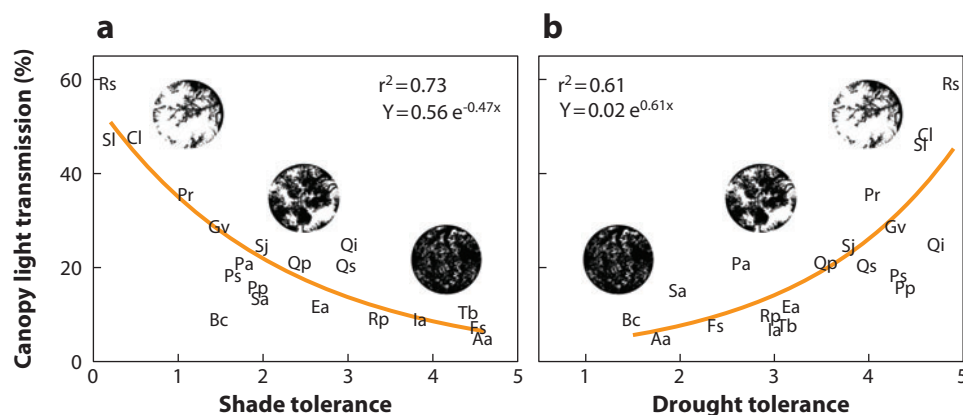 a
b
Canopy light transmission (%)
60
40
20
0
r² = 0.73
Y = 0.56 e^-0.47x
Rs
Sl
Cl
Pr
Gv
Sj
Qi
Pa
Ps
Qp
Qs
Pp
Sa
Bc
Ea
Rp
Ia
Tb
Fs
Aa
0 1 2 3 4 5
Shade tolerance
r² = 0.61
Y = 0.02 e^0.61x
Rs
Cl
Sl
Pr
Gv
Sj
Qi
Pa
Qp
Qs
Ps
Pp
Sa
Ea
Bc
Rp
Fs
Ia
Tb
Aa
1 2 3 4 5
Drought tolerance